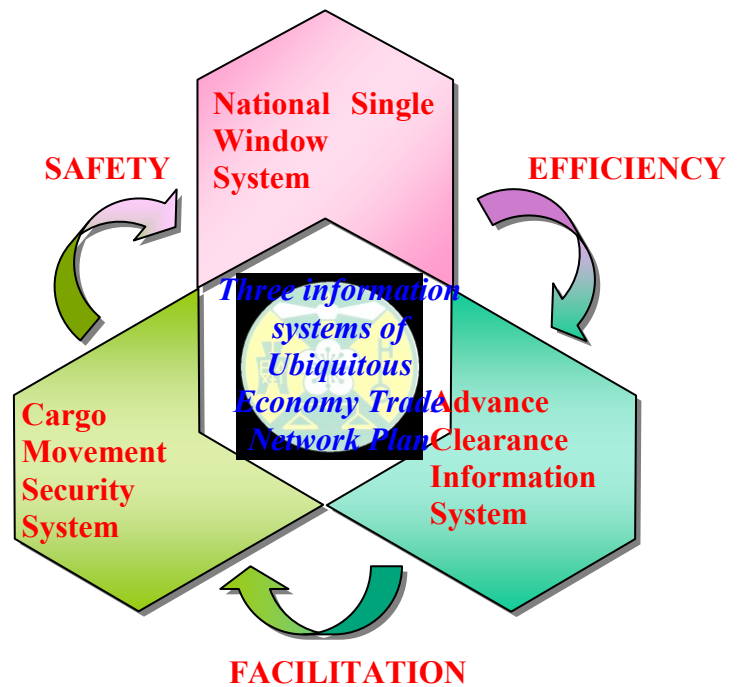 National Single
Window
System
SAFETY
EFFICIENCY
Three information
systems of
Ubiquitous
Economy Trade
Network Plan
Cargo
Movement
Security
System
Advance
Clearance
Information
System
FACILITATION